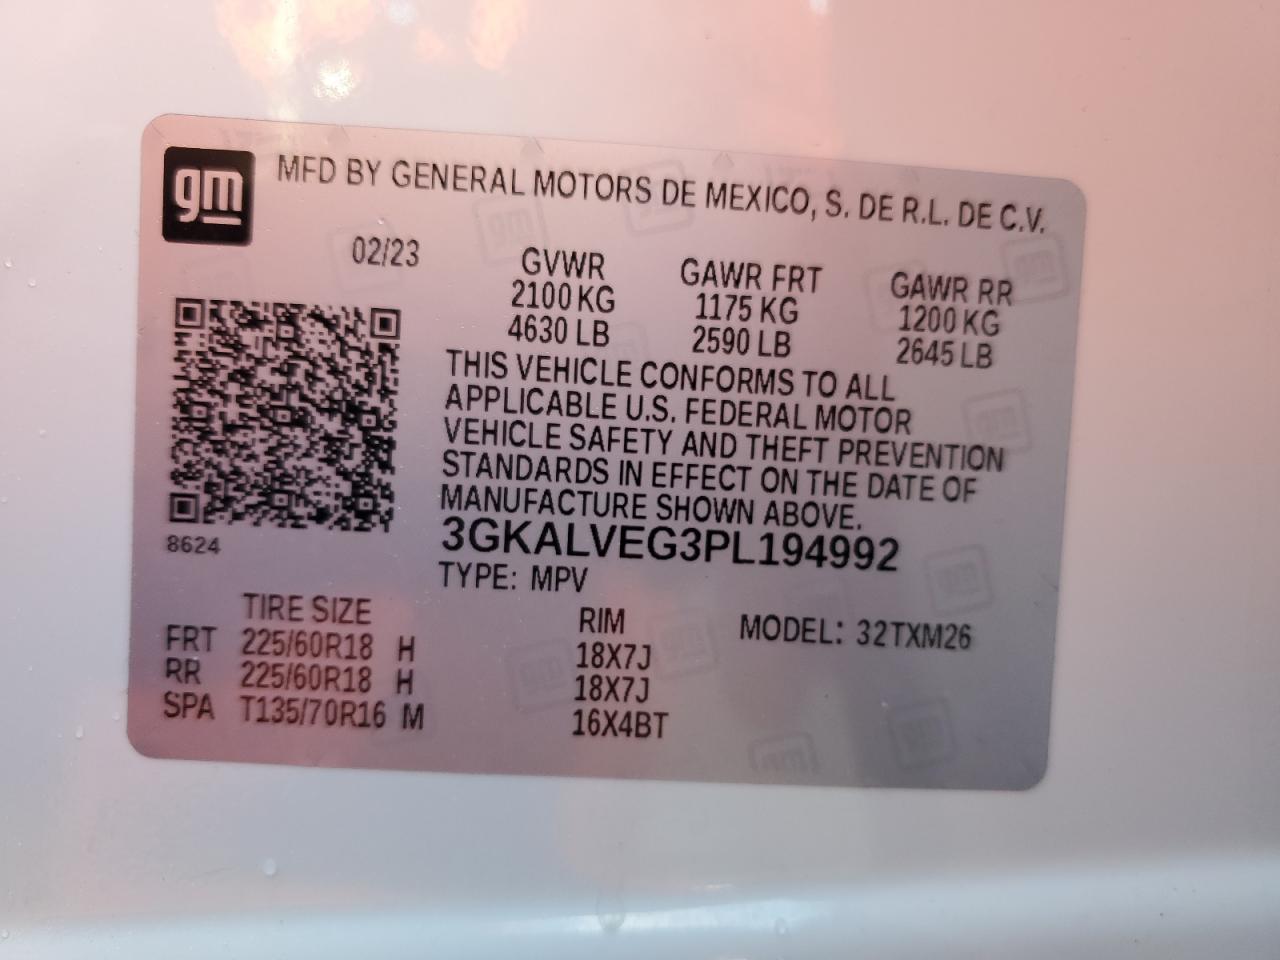 gm
MFD BY GENERAL MOTORS DE MEXICO, S. DE R.L. DE C.V.
02/23
GVWR GAWR FRT GAWR RR
2100 KG 1175 KG 1200 KG
4630 LB 2590 LB 2645 LB
THIS VEHICLE CONFORMS TO ALL
APPLICABLE U.S. FEDERAL MOTOR
VEHICLE SAFETY AND THEFT PREVENTION
STANDARDS IN EFFECT ON THE DATE OF
MANUFACTURE SHOWN ABOVE.
8624
3GKALVEG3PL194992
TYPE: MPV
TIRE SIZE RIM MODEL: 32TXM26
FRT 225/60R18 H 18X7J
RR 225/60R18 H 18X7J
SPA T135/70R16 M 16X4BT